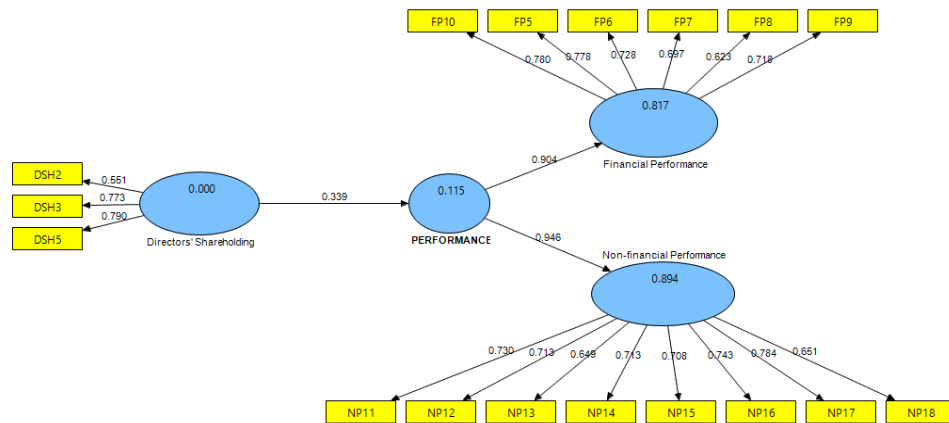 FP10 FP5 FP6 FP7 FP8 FP9
0.780 0.778 0.728 0.697 0.623 0.718
0.817
Financial Performance
0.904
DSH2
DSH3
DSH5
0.551
0.773
0.790
0.000
Directors' Shareholding
0.339
0.115
PERFORMANCE
0.946
Non-financial Performance
0.894
0.730 0.713 0.649 0.713 0.708 0.743 0.784 0.651
NP11 NP12 NP13 NP14 NP15 NP16 NP17 NP18